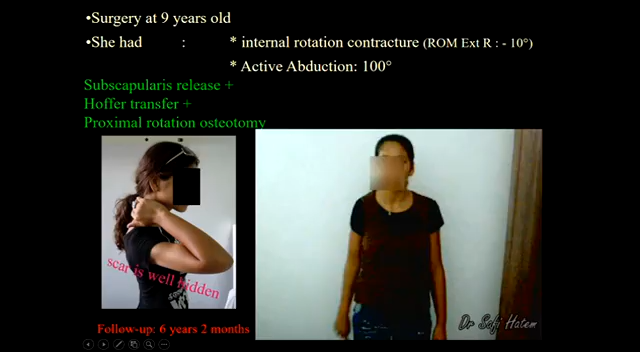 •Surgery at 9 years old
•She had : * internal rotation contracture (ROM Ext R : - 10°)
* Active Abduction: 100°
Subscapularis release +
Hoffer transfer +
Proximal rotation osteotomy
scar is well hidden
Follow-up: 6 years 2 months
Dr Sofi Hatem